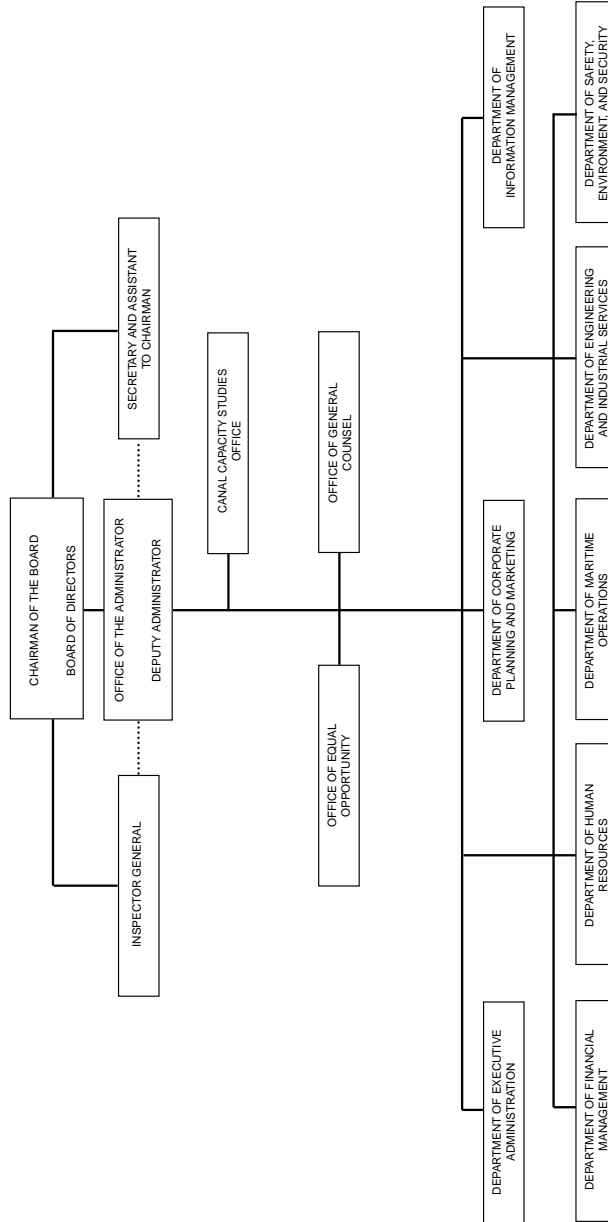 CHAIRMAN OF THE BOARD
BOARD OF DIRECTORS
INSPECTOR GENERAL
OFFICE OF THE ADMINISTRATOR
DEPUTY ADMINISTRATOR
SECRETARY AND ASSISTANT
TO CHAIRMAN
CANAL CAPACITY STUDIES
OFFICE
OFFICE OF EQUAL
OPPORTUNITY
OFFICE OF GENERAL
COUNSEL
DEPARTMENT OF EXECUTIVE
ADMINISTRATION
DEPARTMENT OF CORPORATE
PLANNING AND MARKETING
DEPARTMENT OF
INFORMATION MANAGEMENT
DEPARTMENT OF FINANCIAL
MANAGEMENT
DEPARTMENT OF HUMAN
RESOURCES
DEPARTMENT OF MARITIME
OPERATIONS
DEPARTMENT OF ENGINEERING
AND INDUSTRIAL SERVICES
DEPARTMENT OF SAFETY,
ENVIRONMENT, AND SECURITY